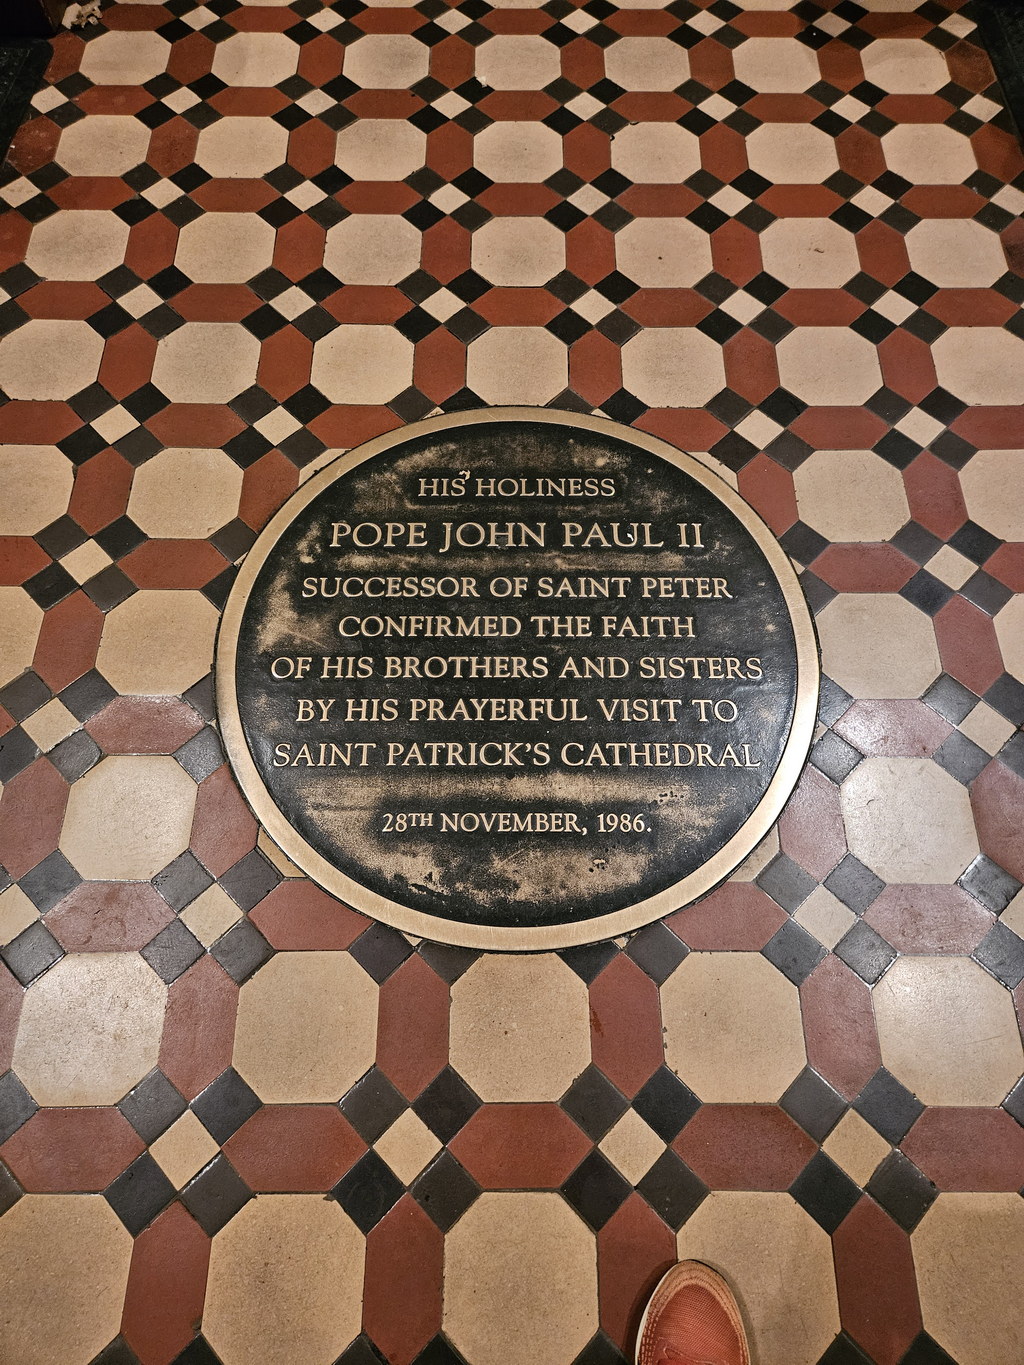 HIS HOLINESS
POPE JOHN PAUL II
SUCCESSOR OF SAINT PETER
CONFIRMED THE FAITH
OF HIS BROTHERS AND SISTERS
BY HIS PRAYERFUL VISIT TO
SAINT PATRICK'S CATHEDRAL
28TH NOVEMBER, 1986.